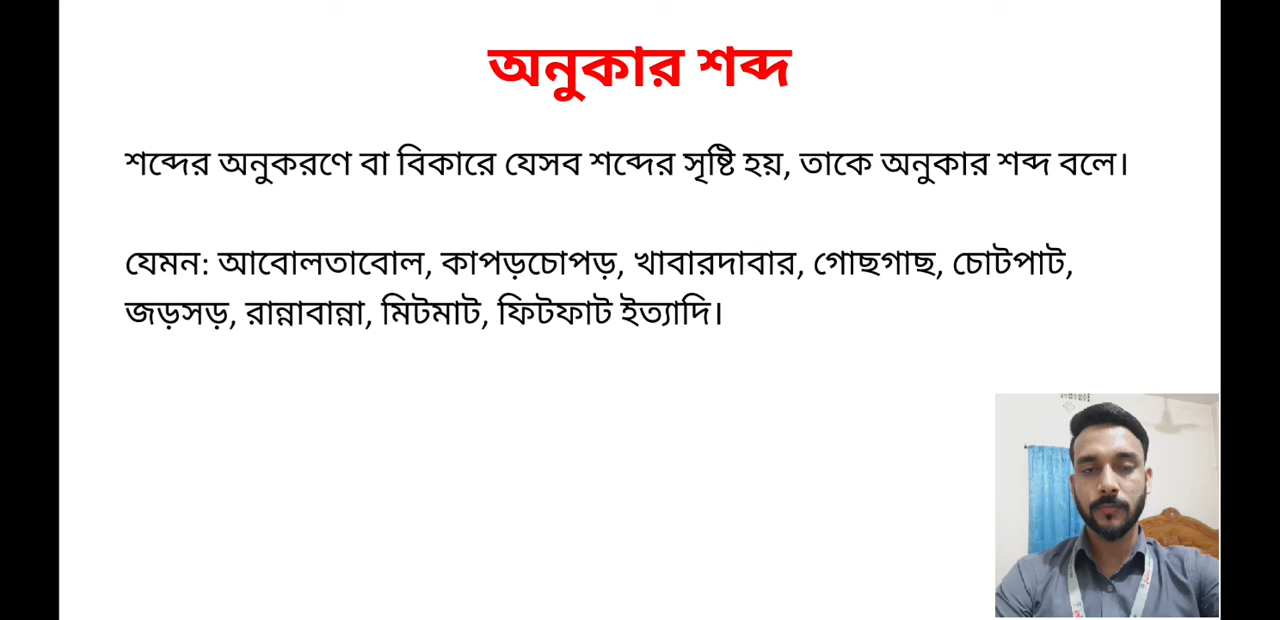 অনুকার শব্দ
শব্দের অনুকরণে বা বিকারে যেসব শব্দের সৃষ্টি হয়, তাকে অনুকার শব্দ বলে।
যেমন: আবোলতাবোল, কাপড়চোপড়, খাবারদাবার, গোছগাছ, চোটপাট,
জড়সড়, রান্নাবান্না, মিটমাট, ফিটফাট ইত্যাদি।